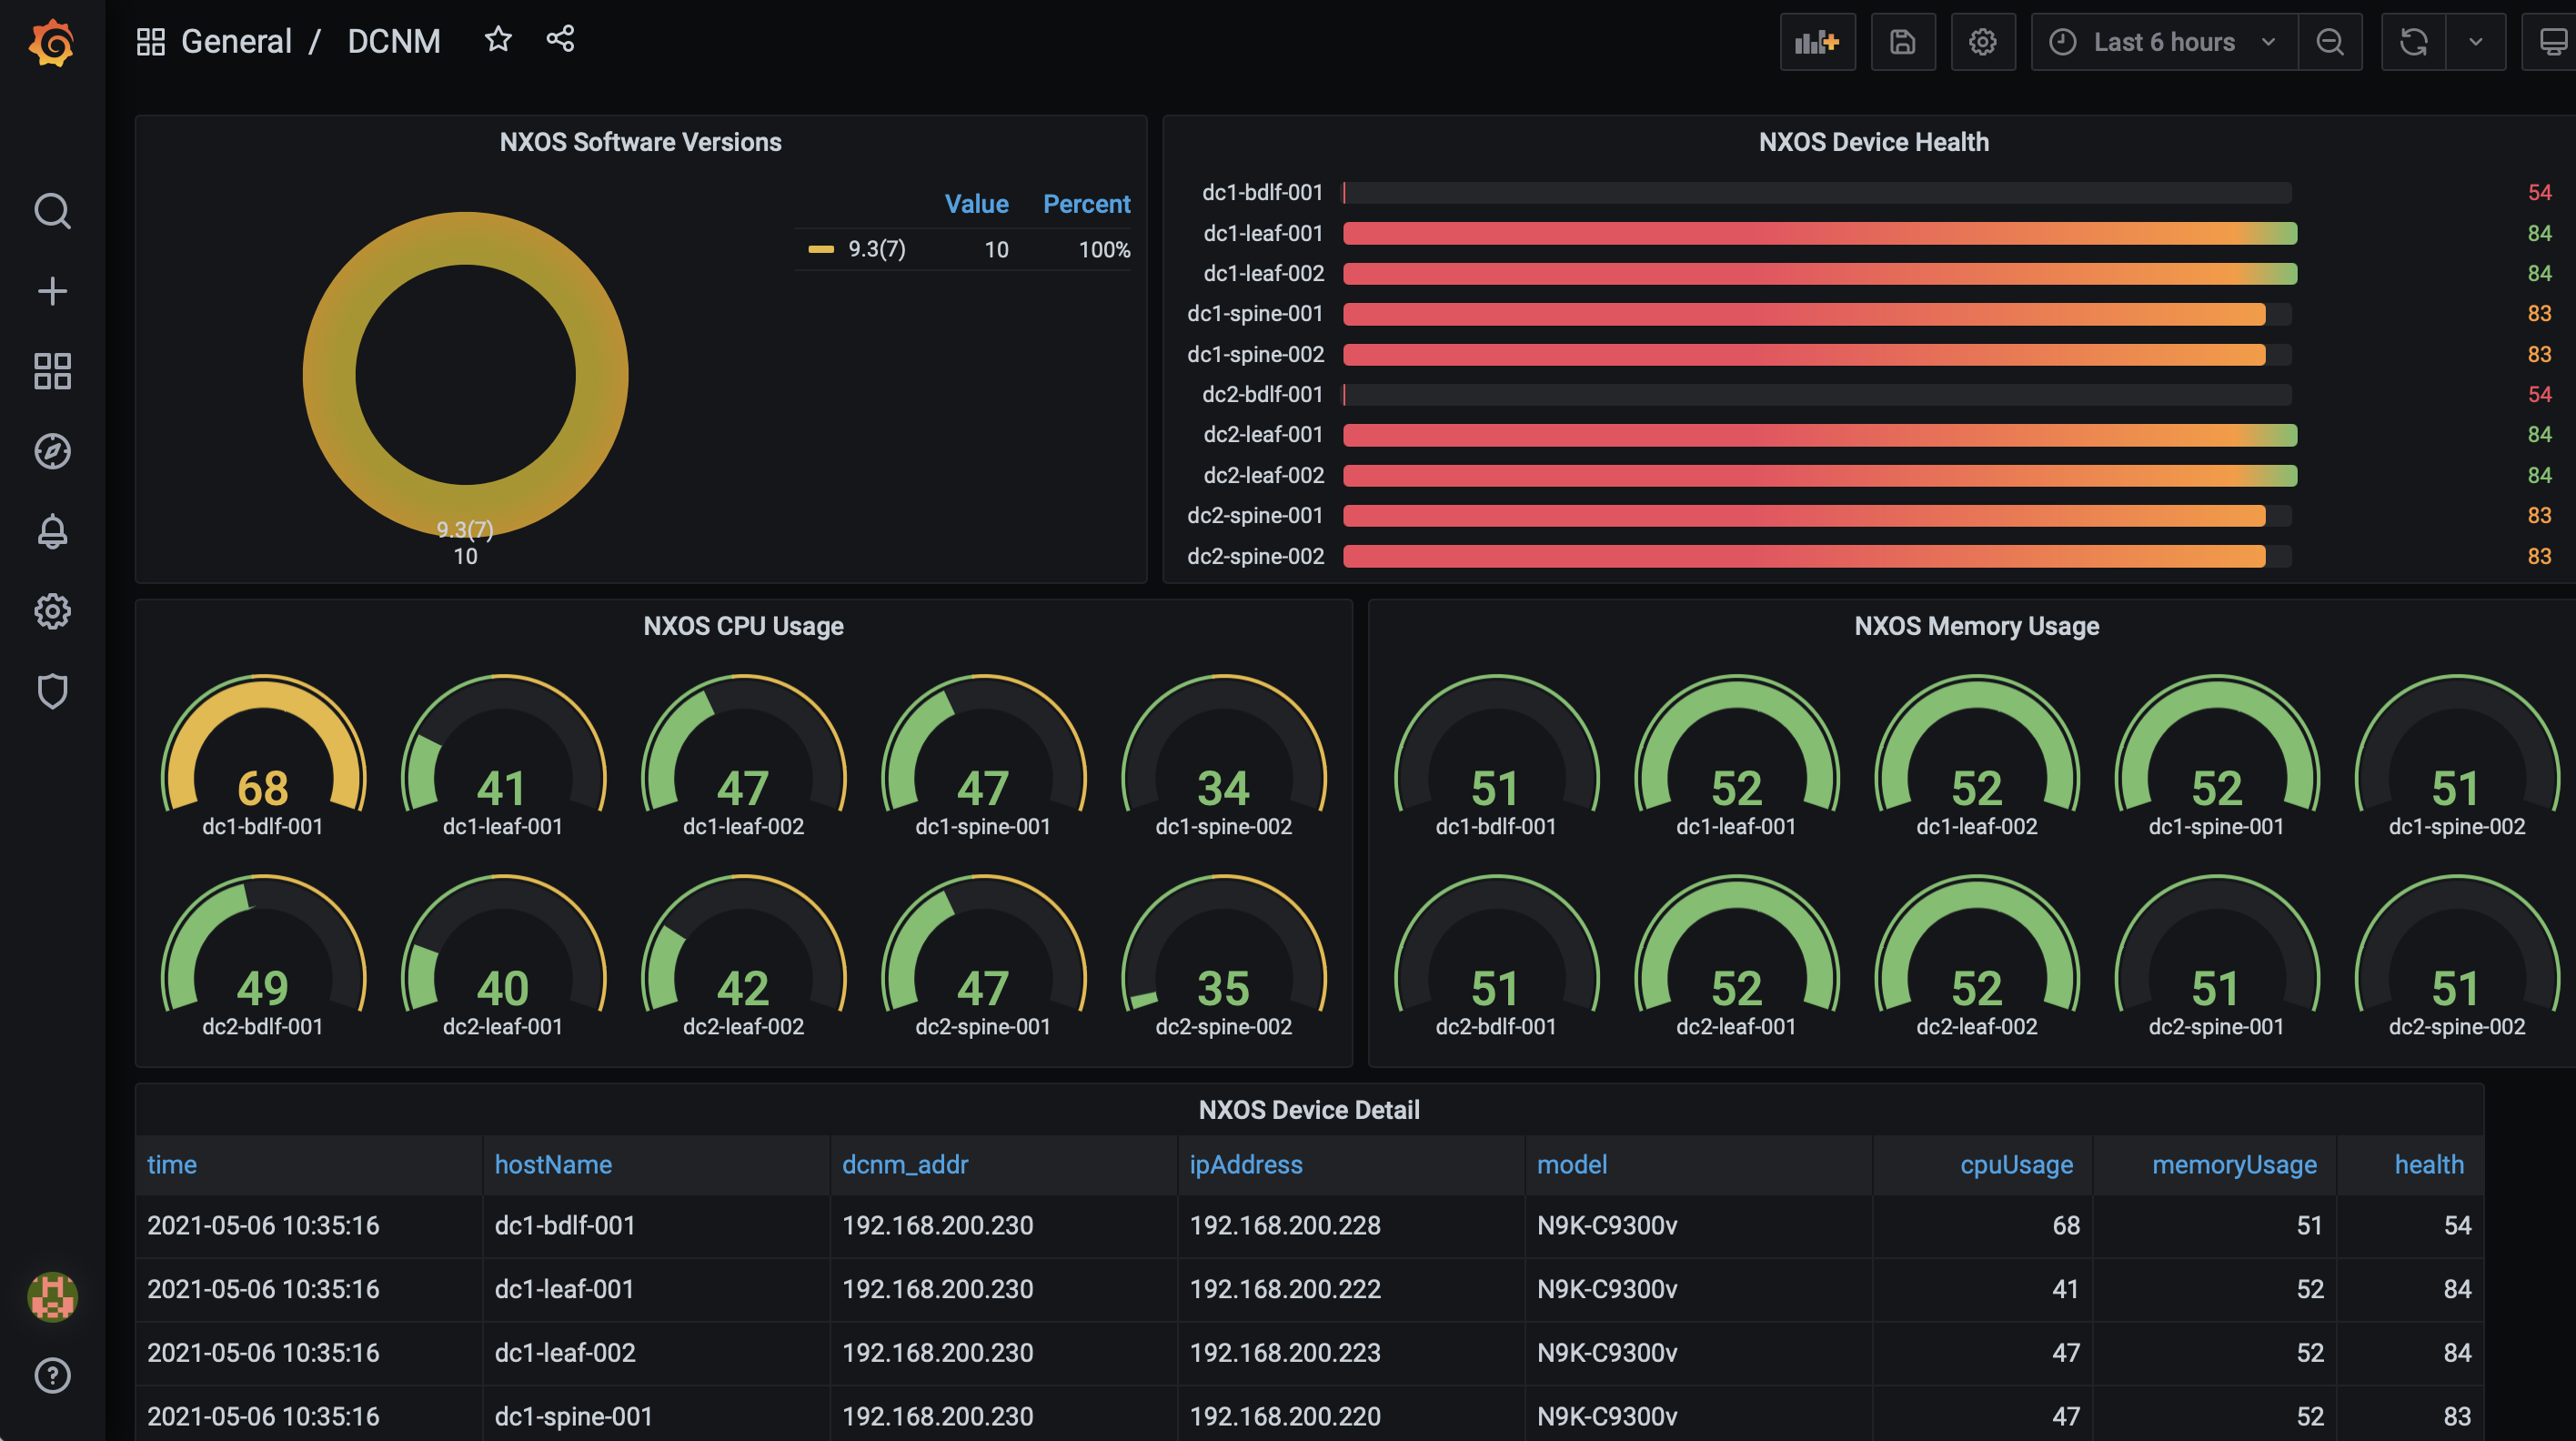 General / DCNM
Last 6 hours
NXOS Software Versions
Value Percent
9.3(7) 10 100%
9.3(7)
10
NXOS Device Health
dc1-bdlf-001 54
dc1-leaf-001 84
dc1-leaf-002 84
dc1-spine-001 83
dc1-spine-002 83
dc2-bdlf-001 54
dc2-leaf-001 84
dc2-leaf-002 84
dc2-spine-001 83
dc2-spine-002 83
NXOS CPU Usage
68 41 47 47 34
dc1-bdlf-001 dc1-leaf-001 dc1-leaf-002 dc1-spine-001 dc1-spine-002
49 40 42 47 35
dc2-bdlf-001 dc2-leaf-001 dc2-leaf-002 dc2-spine-001 dc2-spine-002
NXOS Memory Usage
51 52 52 52 51
dc1-bdlf-001 dc1-leaf-001 dc1-leaf-002 dc1-spine-001 dc1-spine-002
51 52 52 51 51
dc2-bdlf-001 dc2-leaf-001 dc2-leaf-002 dc2-spine-001 dc2-spine-002
NXOS Device Detail
time hostName dcnm_addr ipAddress model cpuUsage memoryUsage health
2021-05-06 10:35:16 dc1-bdlf-001 192.168.200.230 192.168.200.228 N9K-C9300v 68 51 54
2021-05-06 10:35:16 dc1-leaf-001 192.168.200.230 192.168.200.222 N9K-C9300v 41 52 84
2021-05-06 10:35:16 dc1-leaf-002 192.168.200.230 192.168.200.223 N9K-C9300v 47 52 84
2021-05-06 10:35:16 dc1-spine-001 192.168.200.230 192.168.200.220 N9K-C9300v 47 52 83